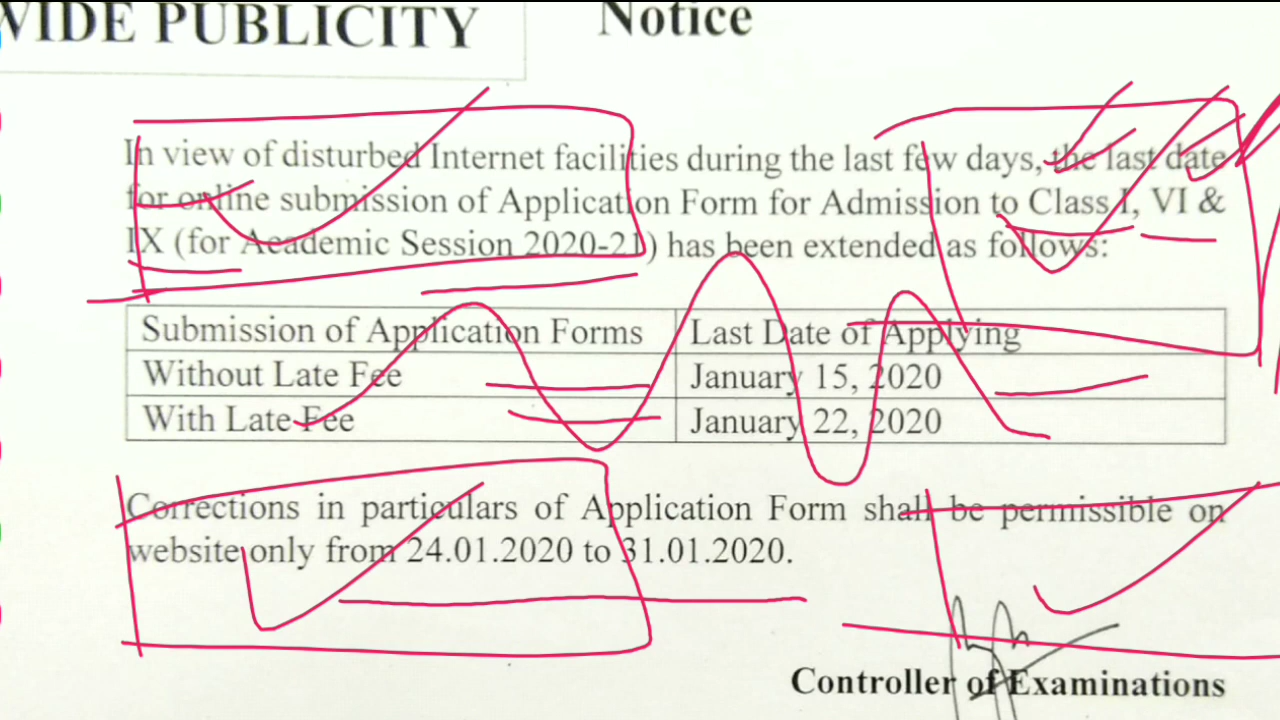 WIDE PUBLICITY Notice
In view of disturbed Internet facilities during the last few days, the last date
for online submission of Application Form for Admission to Class I, VI &
IX (for Academic Session 2020-21) has been extended as follows:
Submission of Application Forms Last Date of Applying
Without Late Fee January 15, 2020
With Late Fee January 22, 2020
Corrections in particulars of Application Form shall be permissible on
website only from 24.01.2020 to 31.01.2020.
Controller of Examinations